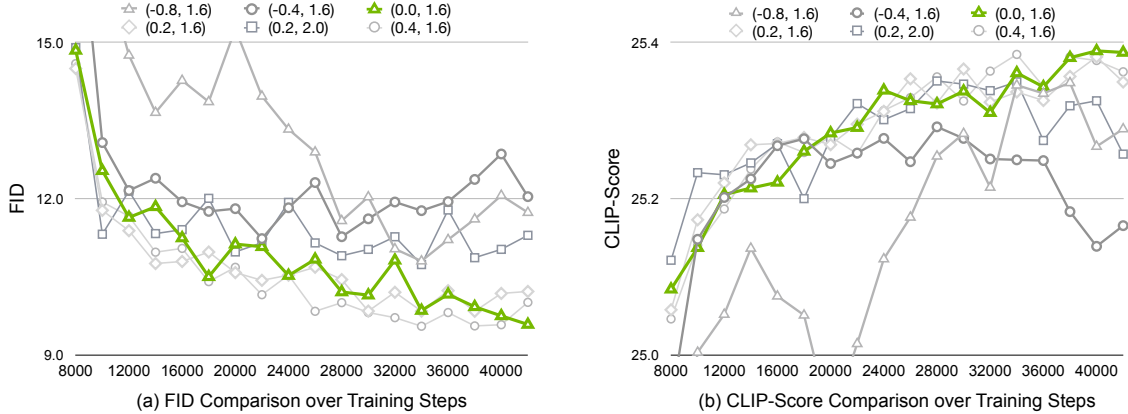 (-0.8, 1.6) (-0.4, 1.6) (0.0, 1.6)
(0.2, 1.6) (0.2, 2.0) (0.4, 1.6)
15.0
12.0
9.0
FID
8000 12000 16000 20000 24000 28000 32000 36000 40000
(a) FID Comparison over Training Steps
(-0.8, 1.6) (-0.4, 1.6) (0.0, 1.6)
(0.2, 1.6) (0.2, 2.0) (0.4, 1.6)
25.4
25.2
25.0
CLIP-Score
8000 12000 16000 20000 24000 28000 32000 36000 40000
(b) CLIP-Score Comparison over Training Steps